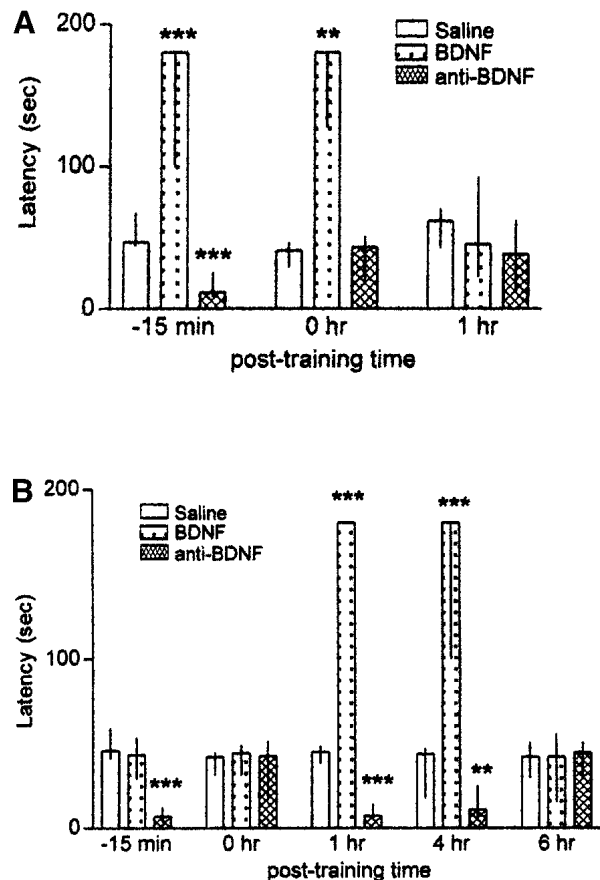 A
200
100
0
Latency (sec)
Saline
BDNF
anti-BDNF
***
***
**
-15 min
0 hr
1 hr
post-training time
B
200
100
0
Latency (sec)
Saline
BDNF
anti-BDNF
***
***
***
***
**
-15 min
0 hr
1 hr
4 hr
6 hr
post-training time